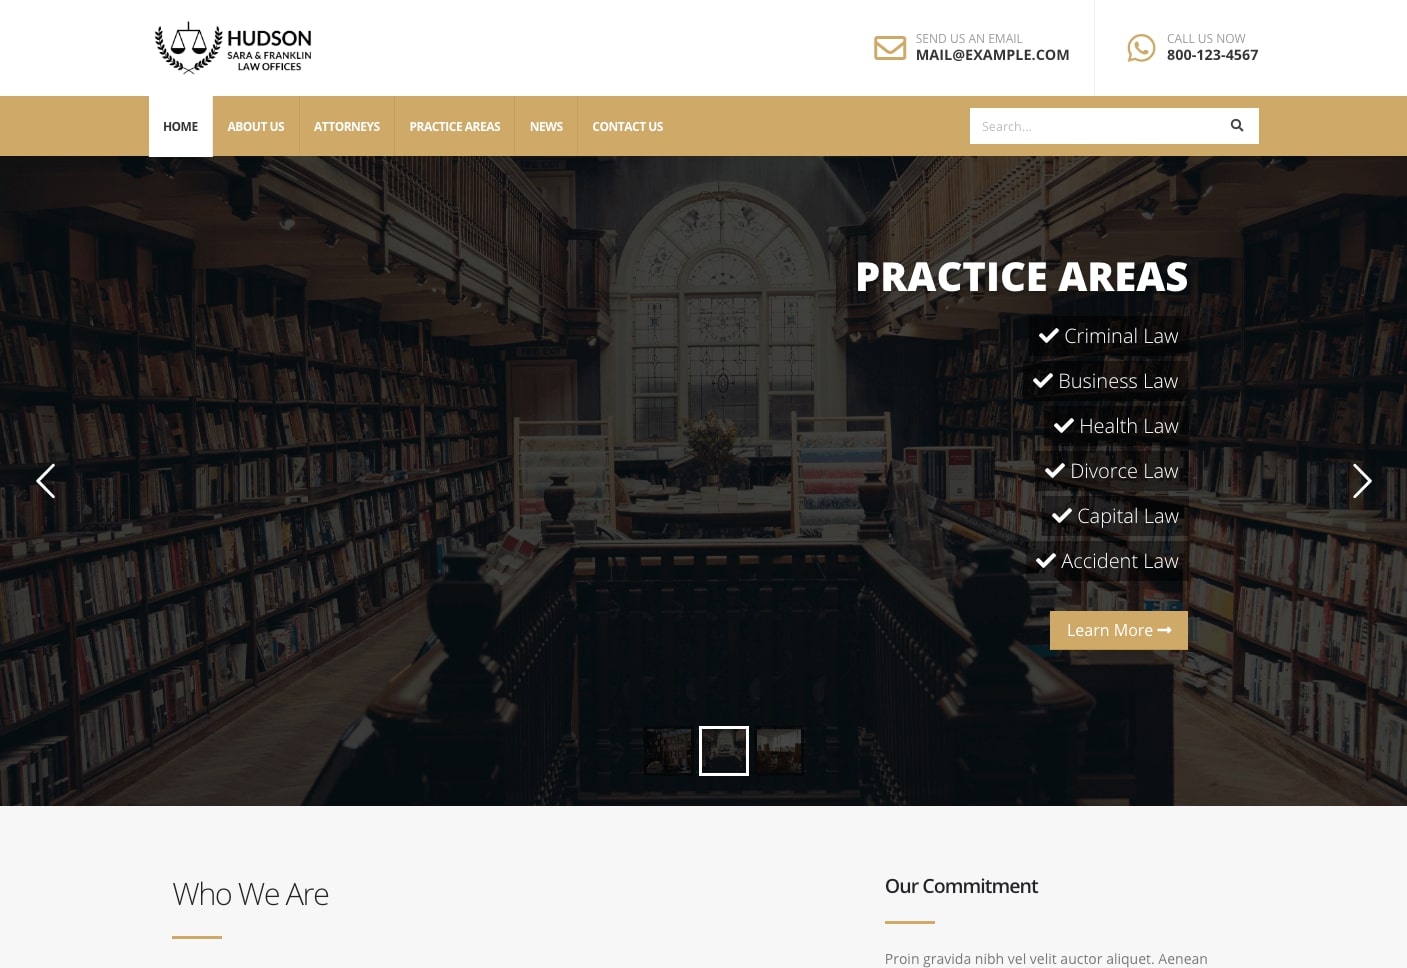 HUDSON
SARA & FRANKLIN
LAW OFFICES
SEND US AN EMAIL
MAIL@EXAMPLE.COM
CALL US NOW
800-123-4567
HOME
ABOUT US
ATTORNEYS
PRACTICE AREAS
NEWS
CONTACT US
Search...
PRACTICE AREAS
Criminal Law
Business Law
Health Law
Divorce Law
Capital Law
Accident Law
Learn More
Who We Are
Our Commitment
Proin gravida nibh vel velit auctor aliquet. Aenean